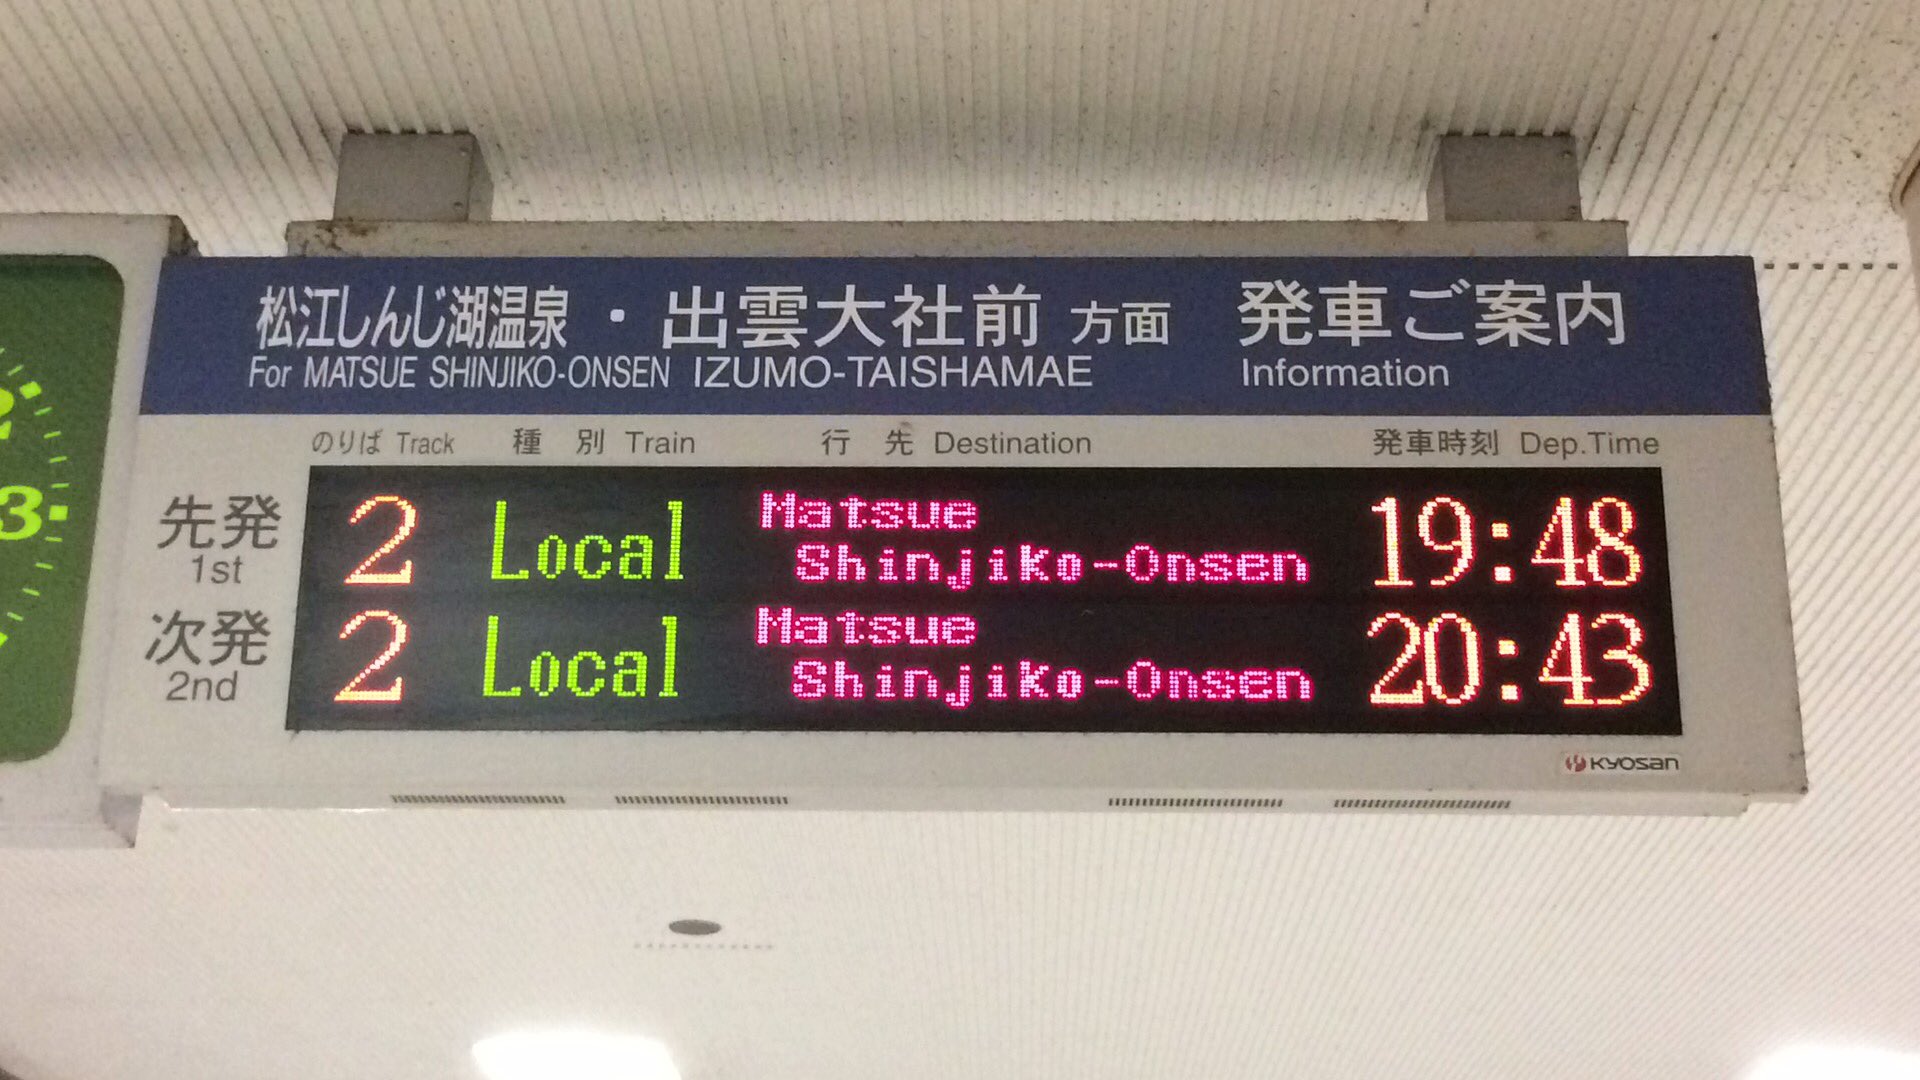 松江しんじ湖温泉・出雲大社前 方面 発車ご案内
For MATSUE SHINJIKO-ONSEN IZUMO-TAISHAMAE Information
のりば Track 種別 Train 行先 Destination 発車時刻 Dep.Time
先発 2 Local Matsue Shinjiko-Onsen 19:48
1st
次発 2 Local Matsue Shinjiko-Onsen 20:43
2nd
KYOSAN
2
3